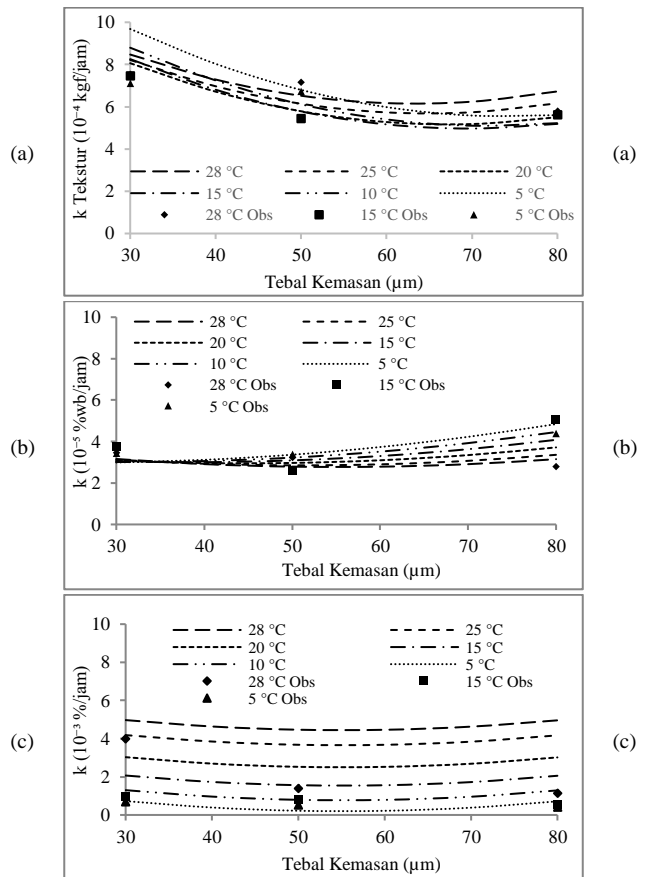 (a)
(a)
k Tekstur (10⁻⁴ kgf/jam)
10
8
6
4
2
0
28 °C
25 °C
20 °C
15 °C
10 °C
5 °C
28 °C Obs
15 °C Obs
5 °C Obs
30
40
50
60
70
80
Tebal Kemasan (µm)
(b)
(b)
k (10⁻⁵ %wb/jam)
10
8
6
4
2
0
28 °C
25 °C
20 °C
15 °C
10 °C
5 °C
28 °C Obs
15 °C Obs
5 °C Obs
30
40
50
60
70
80
Tebal Kemasan (µm)
(c)
(c)
k (10⁻³ %/jam)
10
8
6
4
2
0
28 °C
25 °C
20 °C
15 °C
10 °C
5 °C
28 °C Obs
15 °C Obs
5 °C Obs
30
40
50
60
70
80
Tebal Kemasan (µm)